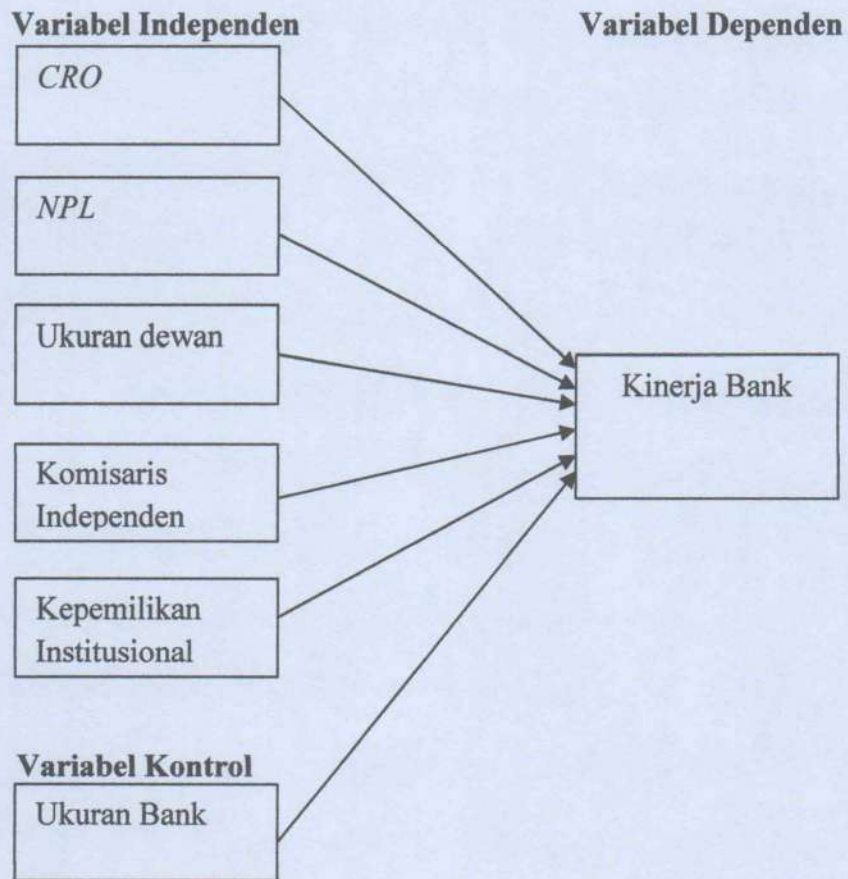 Variabel Independen
Variabel Dependen
CRO
NPL
Ukuran dewan
Kinerja Bank
Komisaris
Independen
Kepemilikan
Institusional
Variabel Kontrol
Ukuran Bank